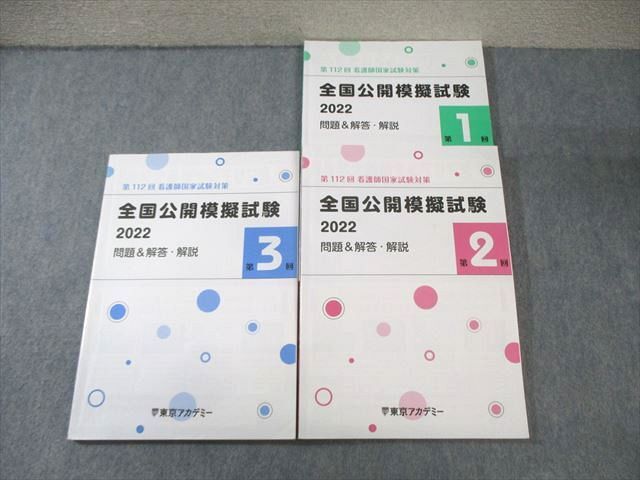 第112回 看護師国家試験対策
全国公開模擬試験
2022
問題&解答・解説
第1回
第112回 看護師国家試験対策
全国公開模擬試験
2022
問題&解答・解説
第2回
東京アカデミー
第112回 看護師国家試験対策
全国公開模擬試験
2022
問題&解答・解説
第3回
東京アカデミー